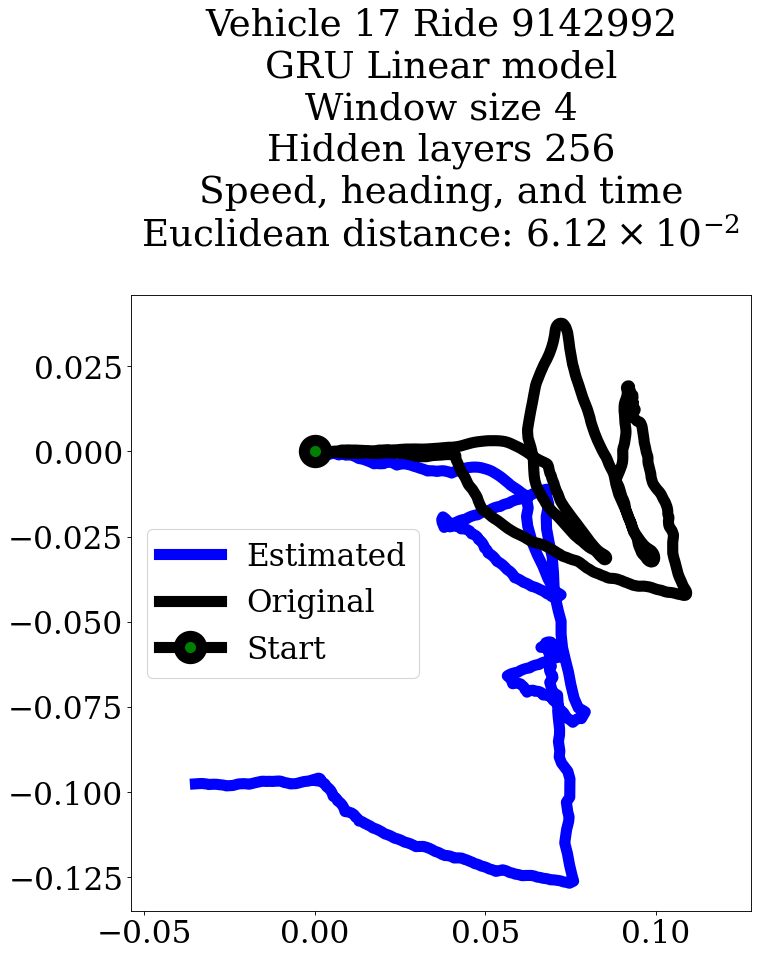 Vehicle 17 Ride 9142992
GRU Linear model
Window size 4
Hidden layers 256
Speed, heading, and time
Euclidean distance: 6.12 × 10⁻²
0.025
0.000
−0.025
−0.050
−0.075
−0.100
−0.125
Estimated
Original
Start
−0.05 0.00 0.05 0.10